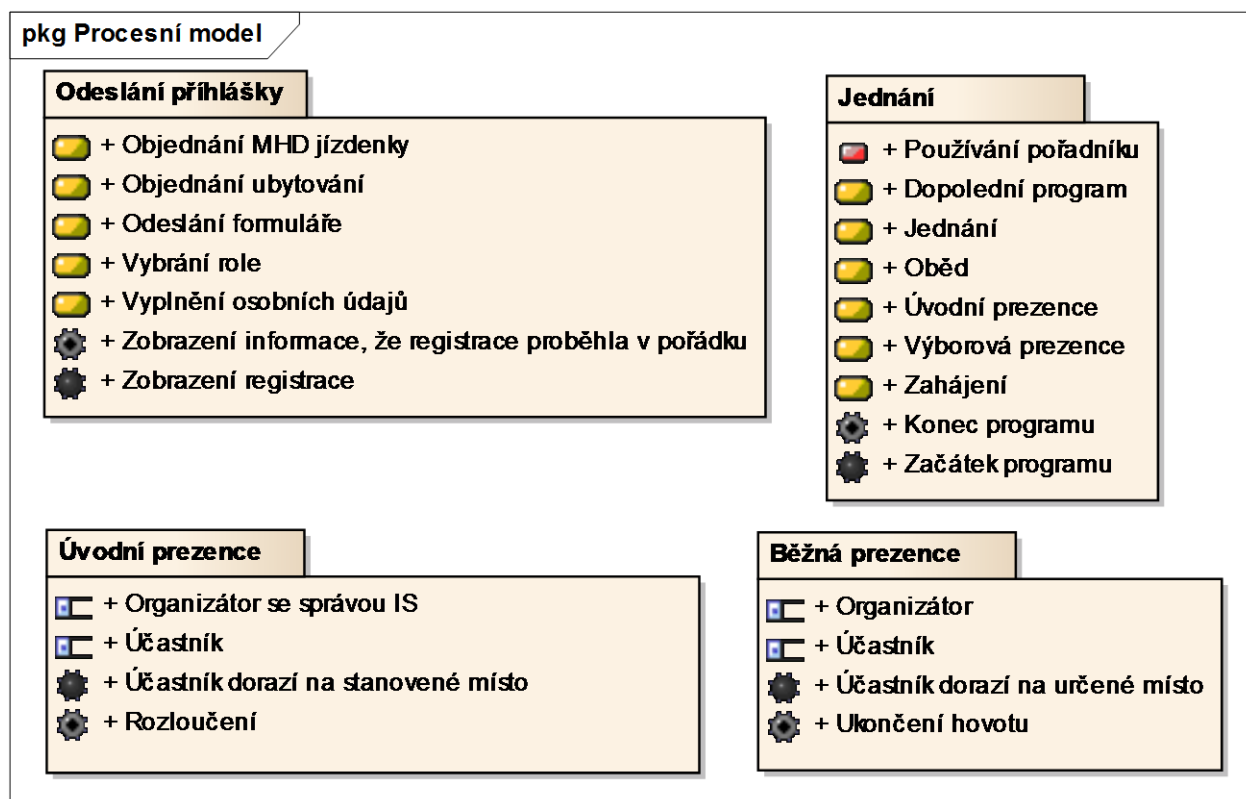 pkg Procesní model
Odeslání příhlášky
+ Objednání MHD jízdenky
+ Objednání ubytování
+ Odeslání formuláře
+ Vybrání role
+ Vyplnění osobních údajů
+ Zobrazení informace, že registrace proběhla v pořádku
+ Zobrazení registrace
Jednání
+ Používání pořadníku
+ Dopolední program
+ Jednání
+ Oběd
+ Úvodní prezence
+ Výborová prezence
+ Zahájení
+ Konec programu
+ Začátek programu
Úvodní prezence
+ Organizátor se správou IS
+ Účastník
+ Účastník dorazí na stanovené místo
+ Rozloučení
Běžná prezence
+ Organizátor
+ Účastník
+ Účastník dorazí na určené místo
+ Ukončení hovotu